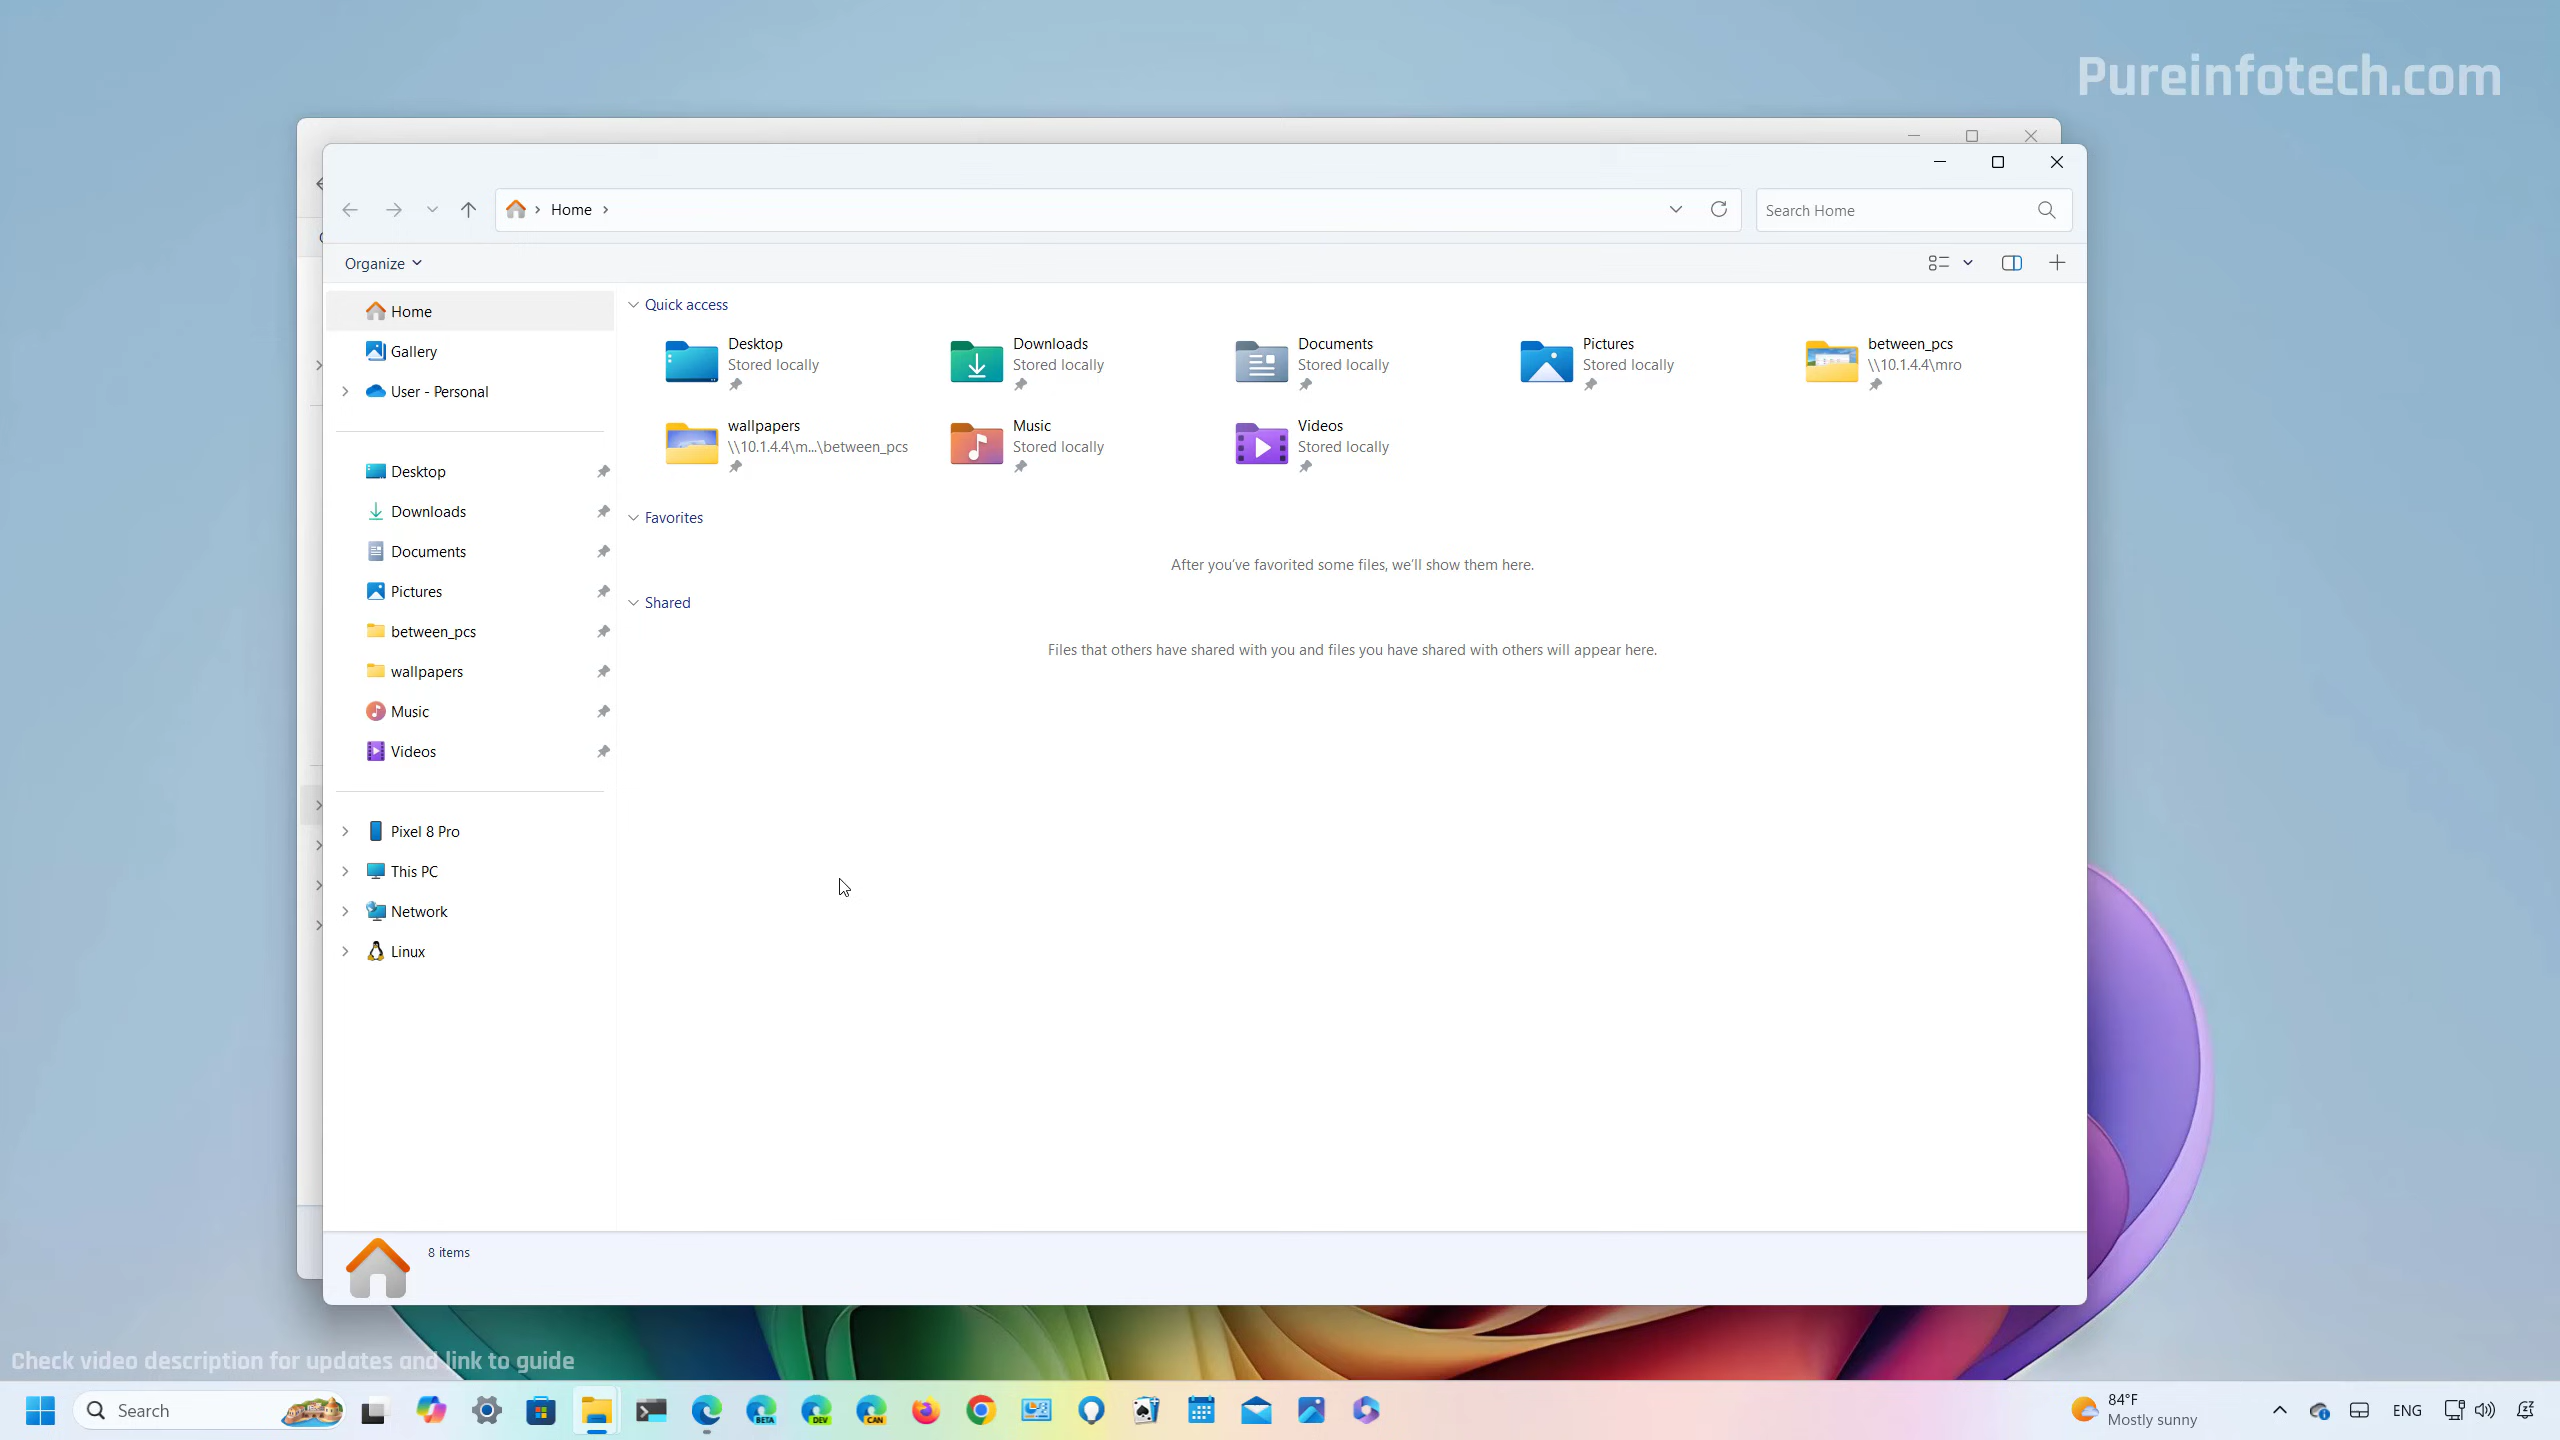 Pureinfotech.com
Home
Search Home
Organize
Home
Gallery
User - Personal
Desktop
Downloads
Documents
Pictures
between_pcs
wallpapers
Music
Videos
Pixel 8 Pro
This PC
Network
Linux
Quick access
Desktop
Stored locally
Downloads
Stored locally
Documents
Stored locally
Pictures
Stored locally
between_pcs
\\10.1.4.4\mro
wallpapers
\\10.1.4.4\m...\between_pcs
Music
Stored locally
Videos
Stored locally
Favorites
After you've favorited some files, we'll show them here.
Shared
Files that others have shared with you and files you have shared with others will appear here.
8 items
Check video description for updates and link to guide
Search
BETA
DEV
CAN
84°F
Mostly sunny
ENG